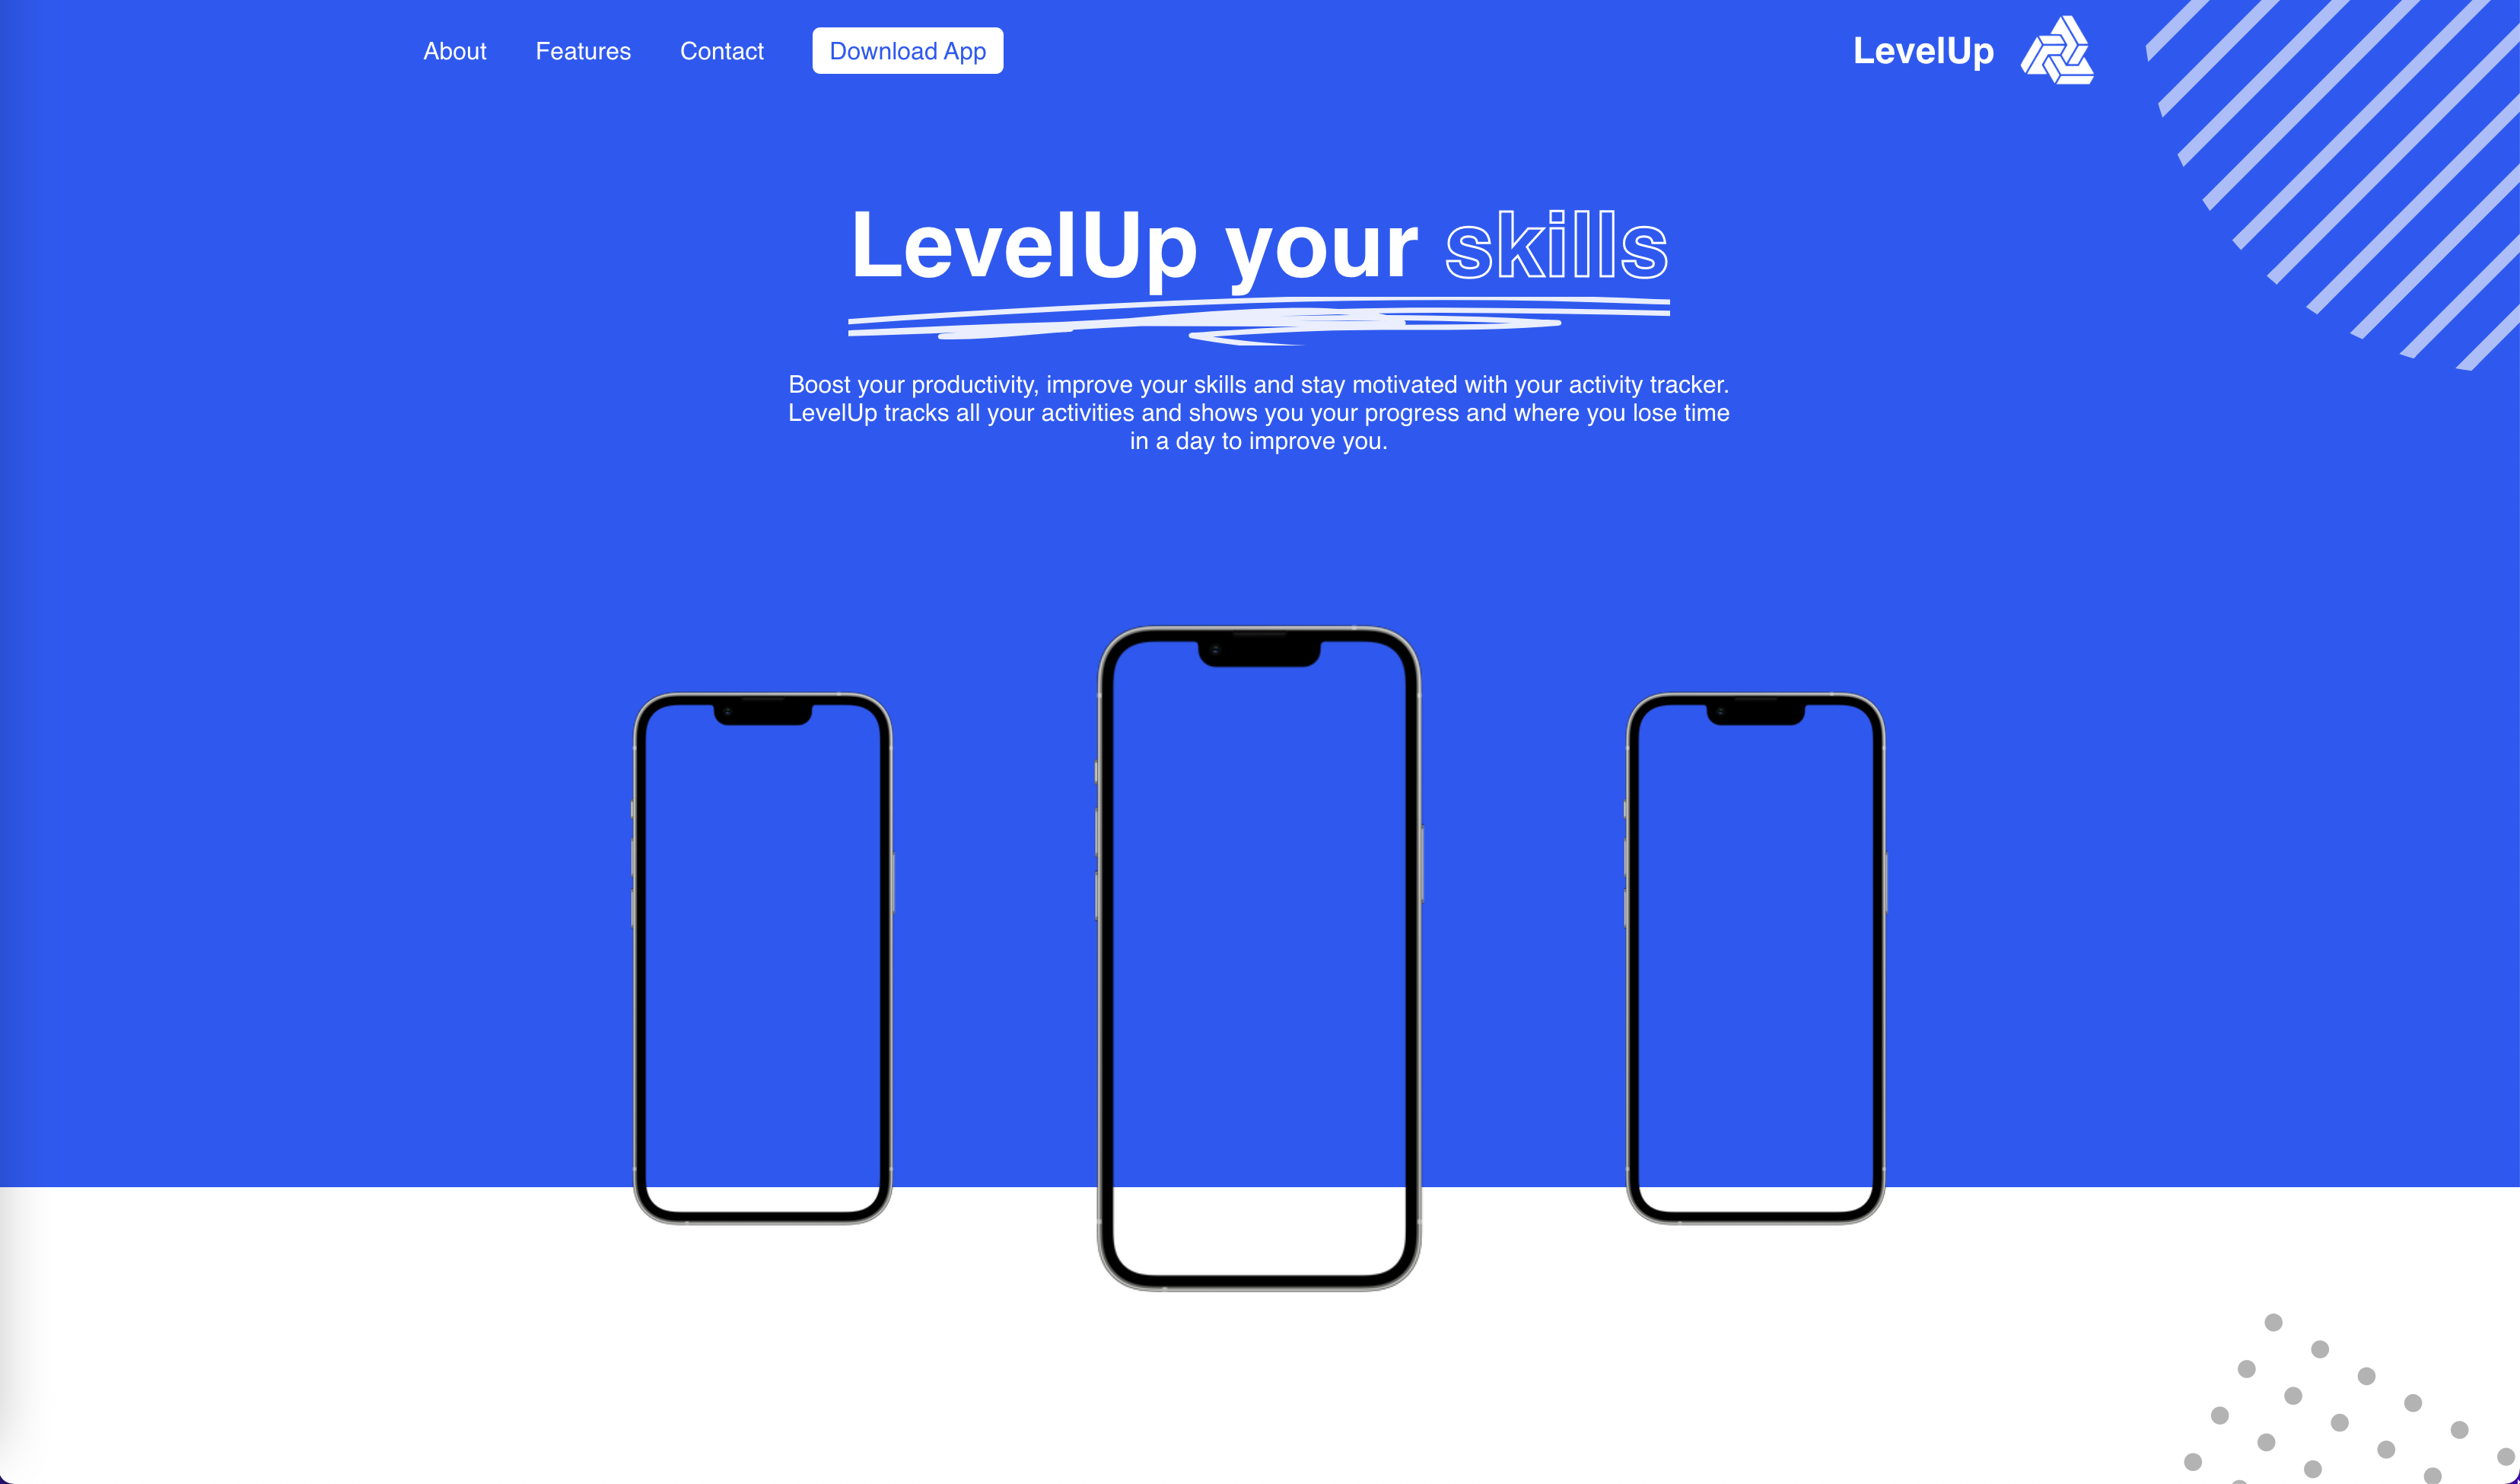 About
Features
Contact
Download App
LevelUp
LevelUp your skills
Boost your productivity, improve your skills and stay motivated with your activity tracker.
LevelUp tracks all your activities and shows you your progress and where you lose time
in a day to improve you.